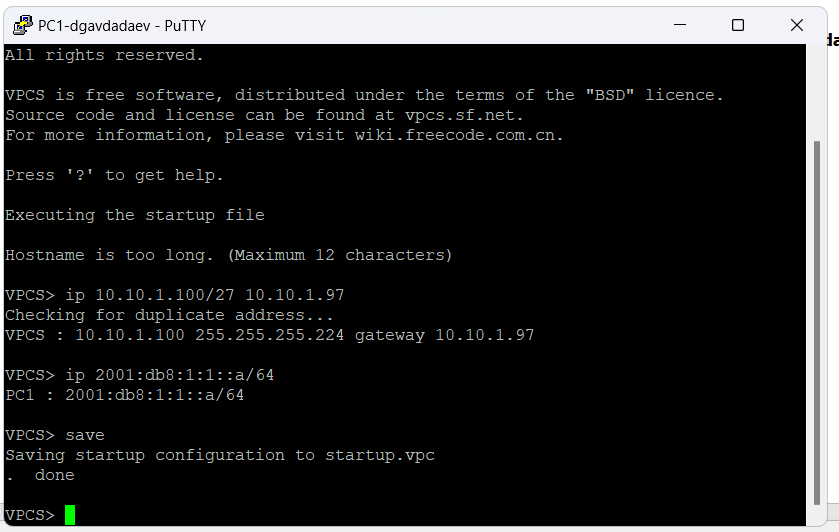 PC1-dgavdadaev - PuTTY
All rights reserved.
VPCS is free software, distributed under the terms of the "BSD" licence.
Source code and license can be found at vpcs.sf.net.
For more information, please visit wiki.freecode.com.cn.
Press '?' to get help.
Executing the startup file
Hostname is too long. (Maximum 12 characters)
VPCS> ip 10.10.1.100/27 10.10.1.97
Checking for duplicate address...
VPCS : 10.10.1.100 255.255.255.224 gateway 10.10.1.97
VPCS> ip 2001:db8:1:1::a/64
PC1 : 2001:db8:1:1::a/64
VPCS> save
Saving startup configuration to startup.vpc
.  done
VPCS>